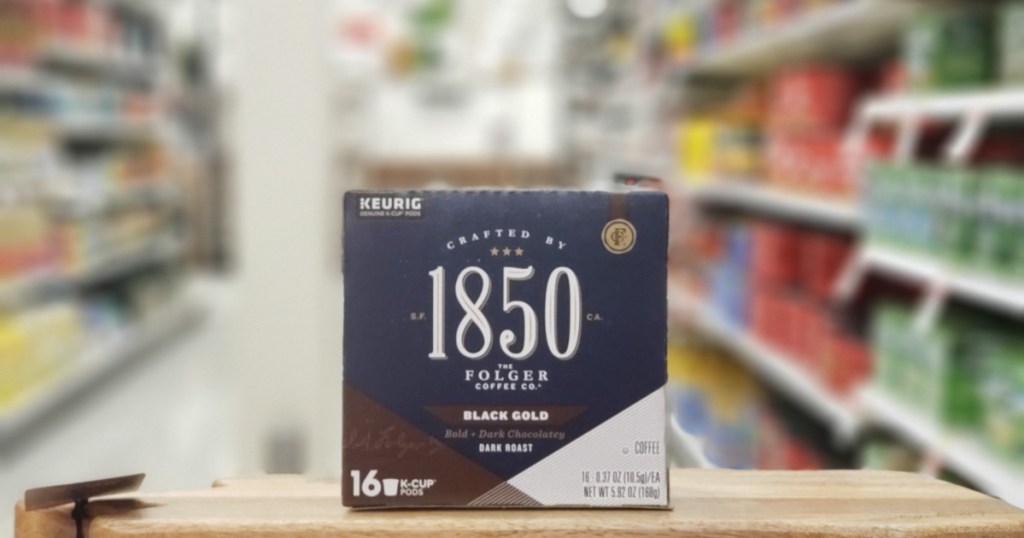 KEURIG
GENUINE K-CUP® PODS
CRAFTED BY
S.F. 1850 CA.
THE
FOLGER
COFFEE CO.®
BLACK GOLD
Bold + Dark Chocolatey
DARK ROAST
COFFEE
16 K-CUP®
PODS
16 - 0.37 OZ (10.5g)/EA
NET WT 5.92 OZ (168g)